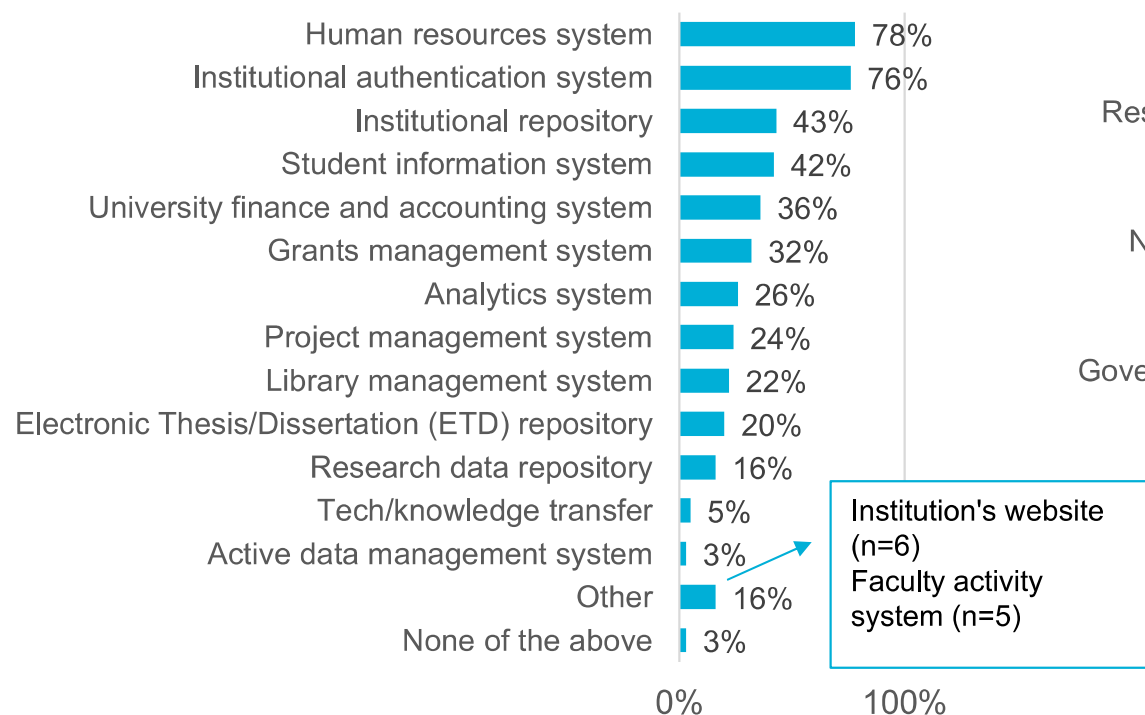 Human resources system 78%
Institutional authentication system 76%
Institutional repository 43%
Student information system 42%
University finance and accounting system 36%
Grants management system 32%
Analytics system 26%
Project management system 24%
Library management system 22%
Electronic Thesis/Dissertation (ETD) repository 20%
Research data repository 16%
Tech/knowledge transfer 5%
Active data management system 3%
Other 16%
None of the above 3%
0% 100%
Institution's website
(n=6)
Faculty activity
system (n=5)